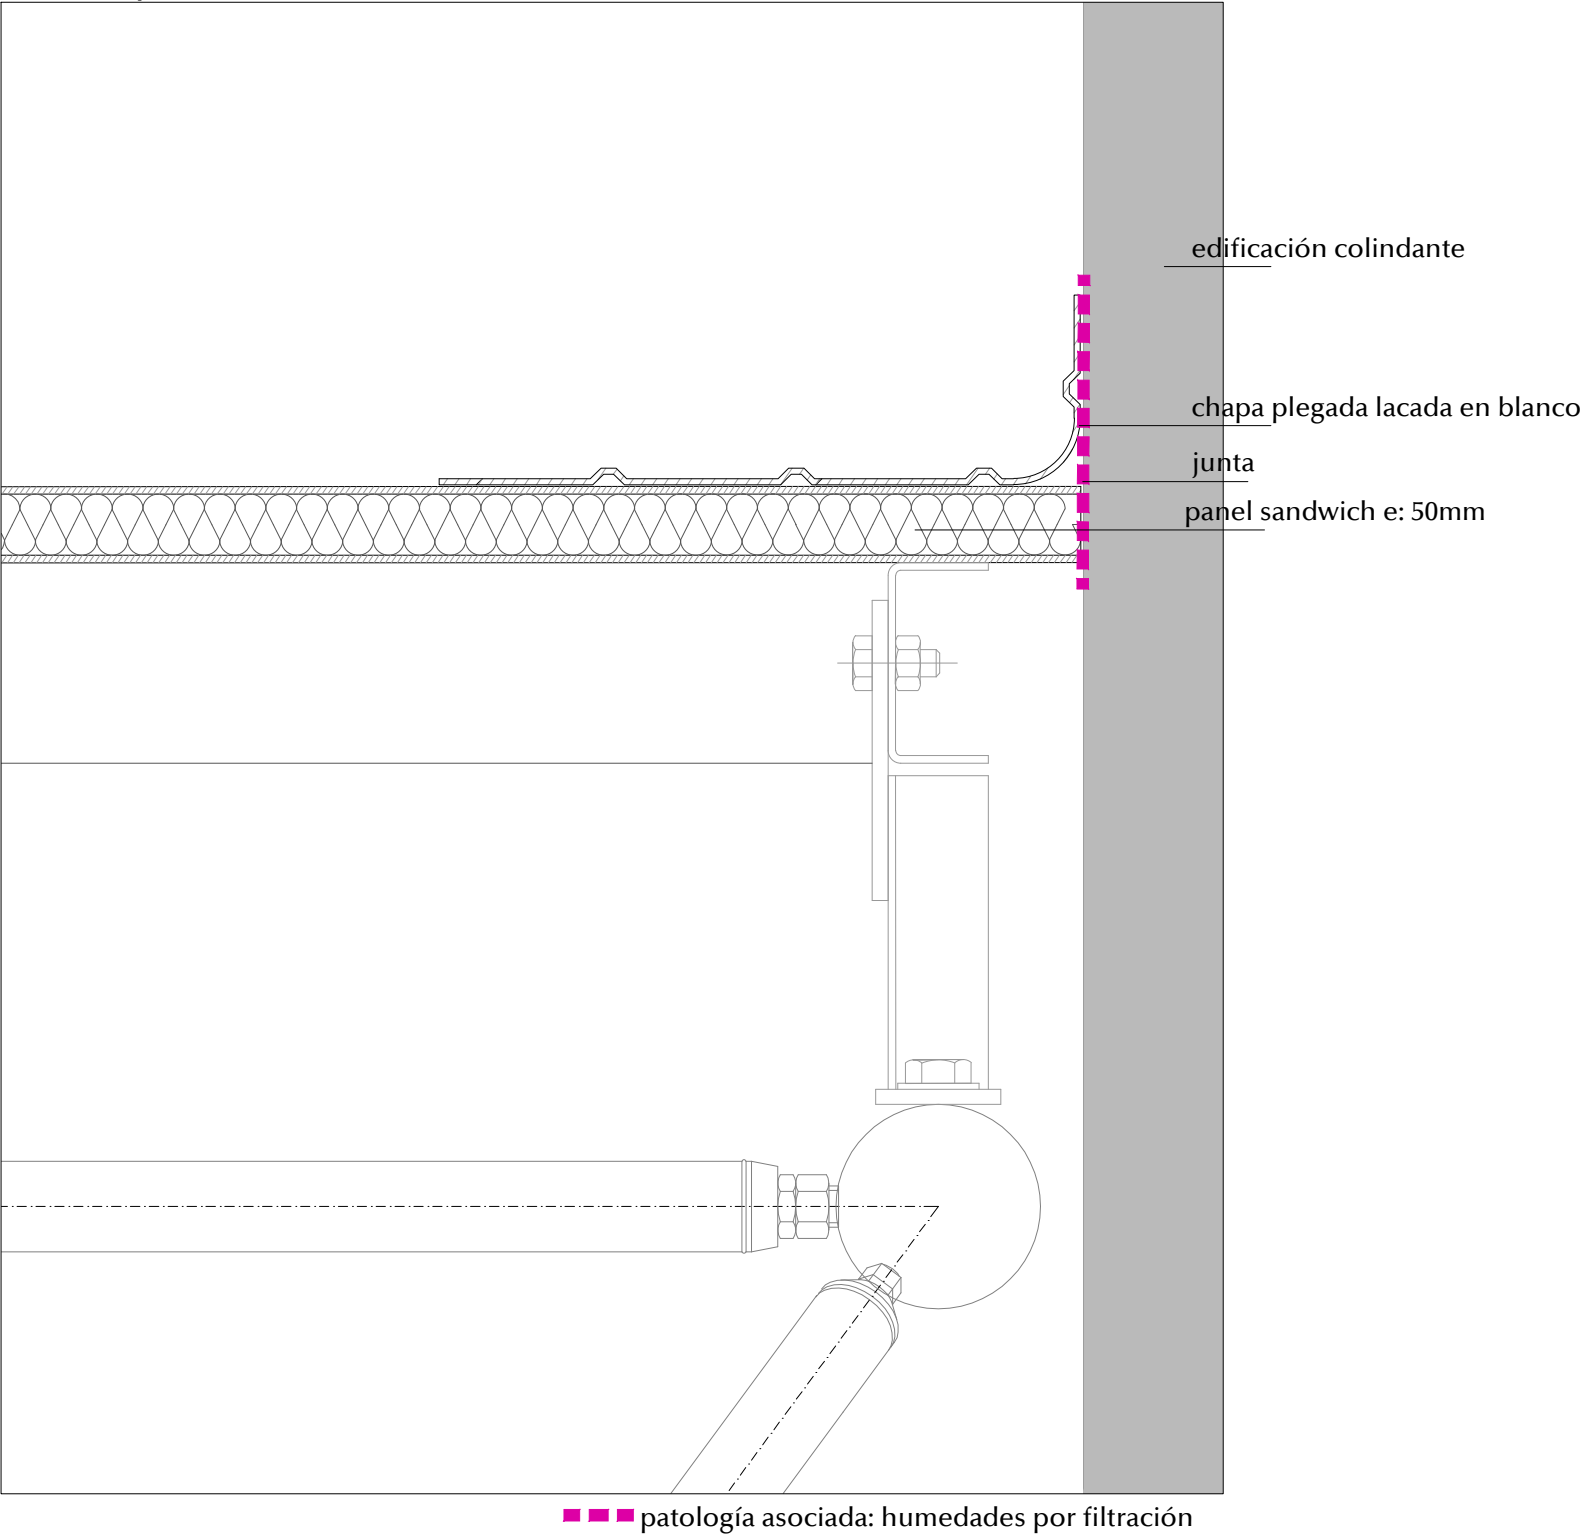 edificación colindante
chapa plegada lacada en blanco
junta
panel sandwich e: 50mm
patología asociada: humedades por filtración